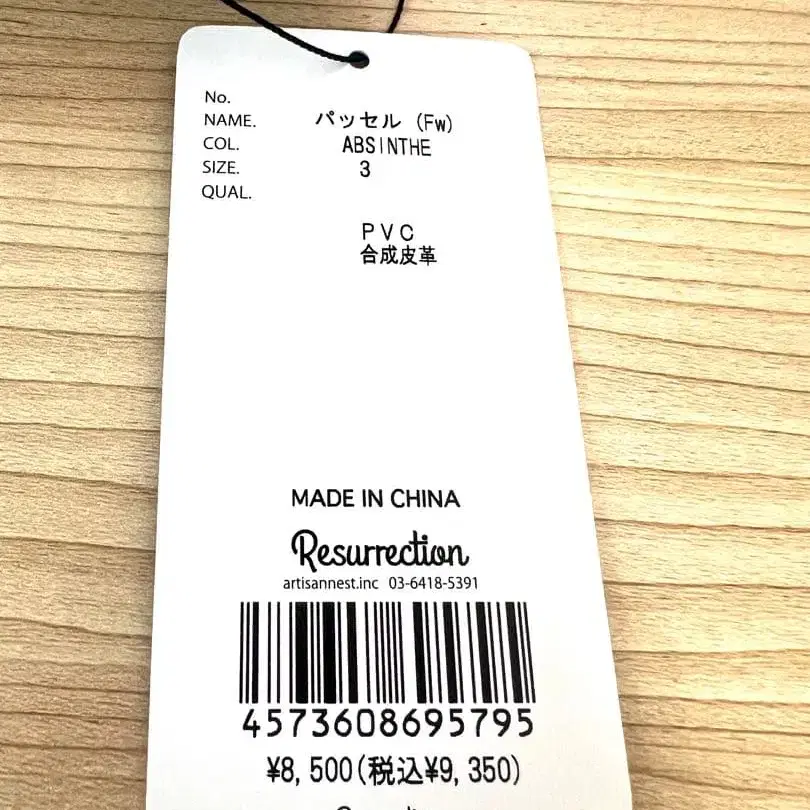 No.
NAME. パッセル (Fw)
COL. ABSINTHE
SIZE. 3
QUAL.
PVC
合成皮革
MADE IN CHINA
Resurrection
artisannest.inc 03-6418-5391
4573608695795
¥8,500(税込¥9,350)